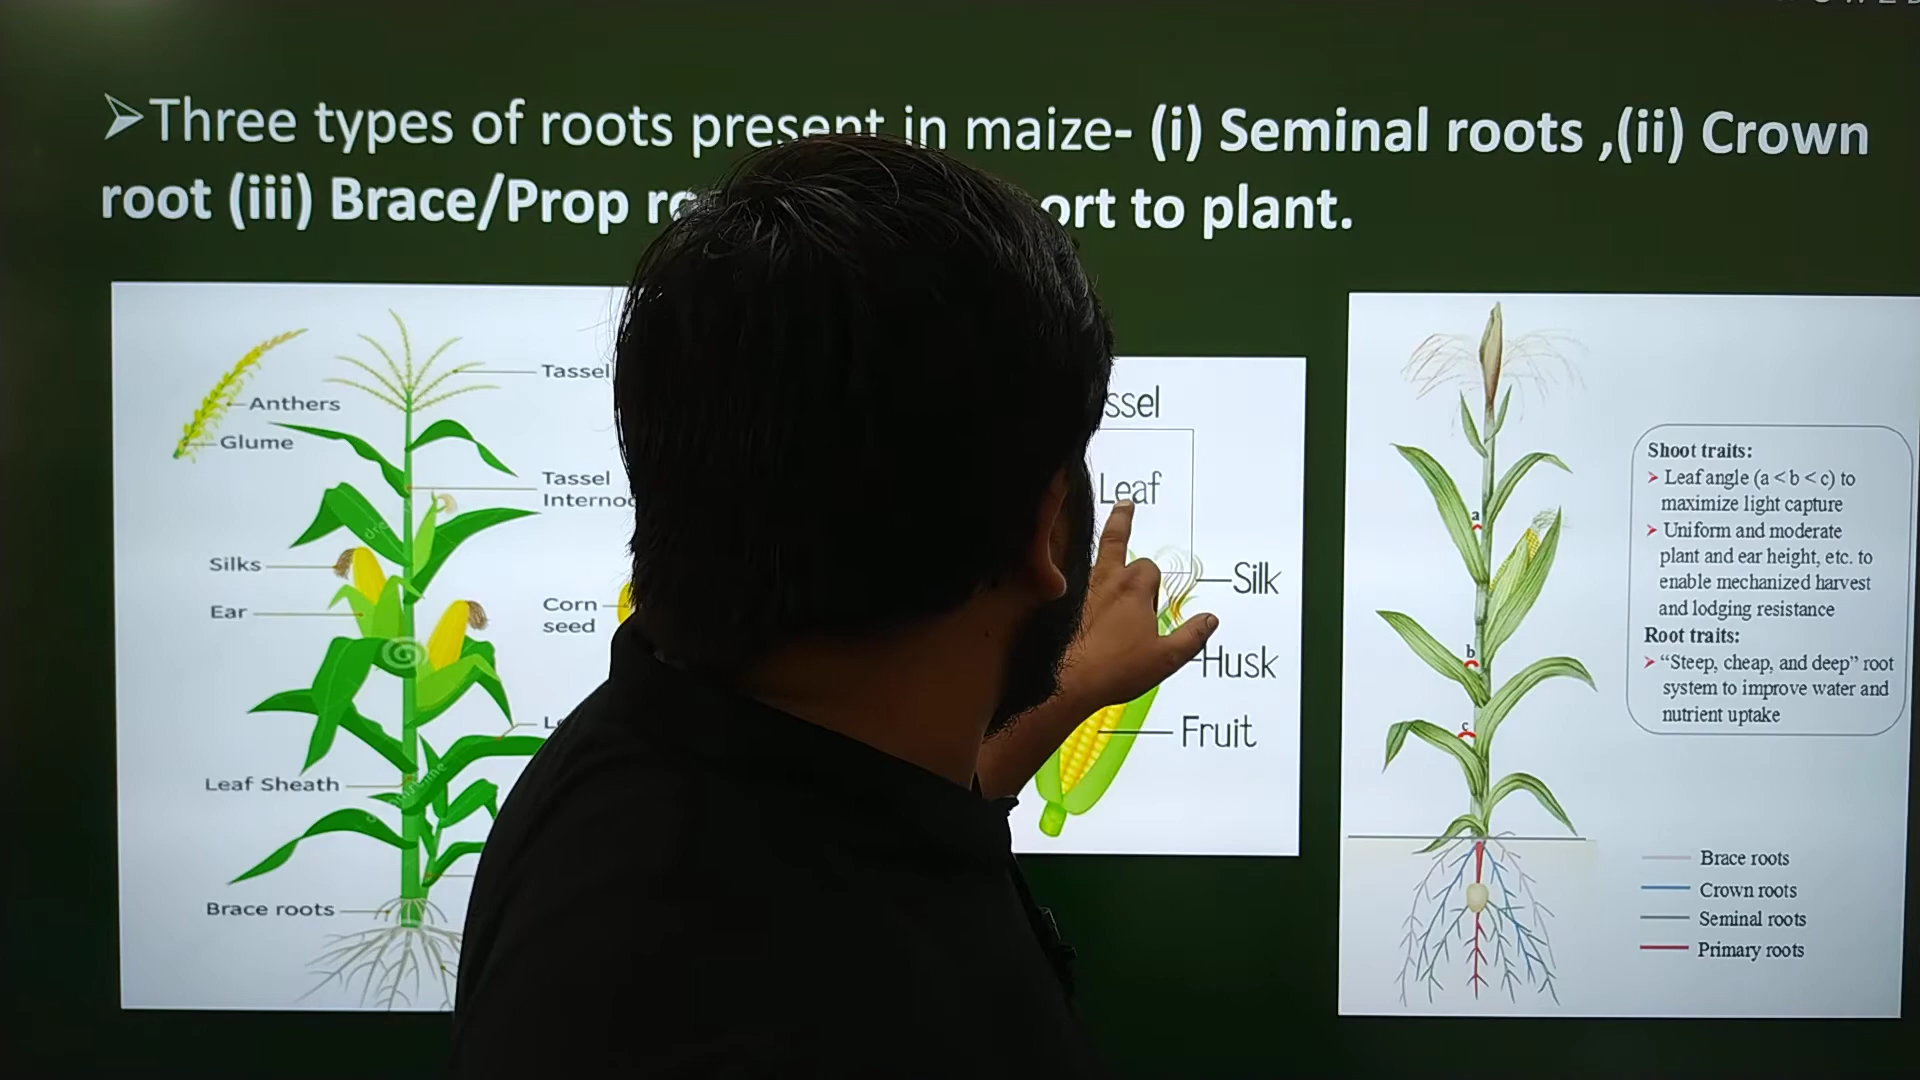 ➢Three types of roots present in maize- (i) Seminal roots ,(ii) Crown
root (iii) Brace/Prop ort to plant.
Tassel
Anthers
Glume
Tassel
Silks
Ear
Corn
seed
Leaf Sheath
Brace roots
ssel
Leaf
Silk
Husk
Fruit
a
b
c
Shoot traits:
➢ Leaf angle (a < b < c) to
maximize light capture
➢ Uniform and moderate
plant and ear height, etc. to
enable mechanized harvest
and lodging resistance
Root traits:
➢ “Steep, cheap, and deep” root
system to improve water and
nutrient uptake
Brace roots
Crown roots
Seminal roots
Primary roots